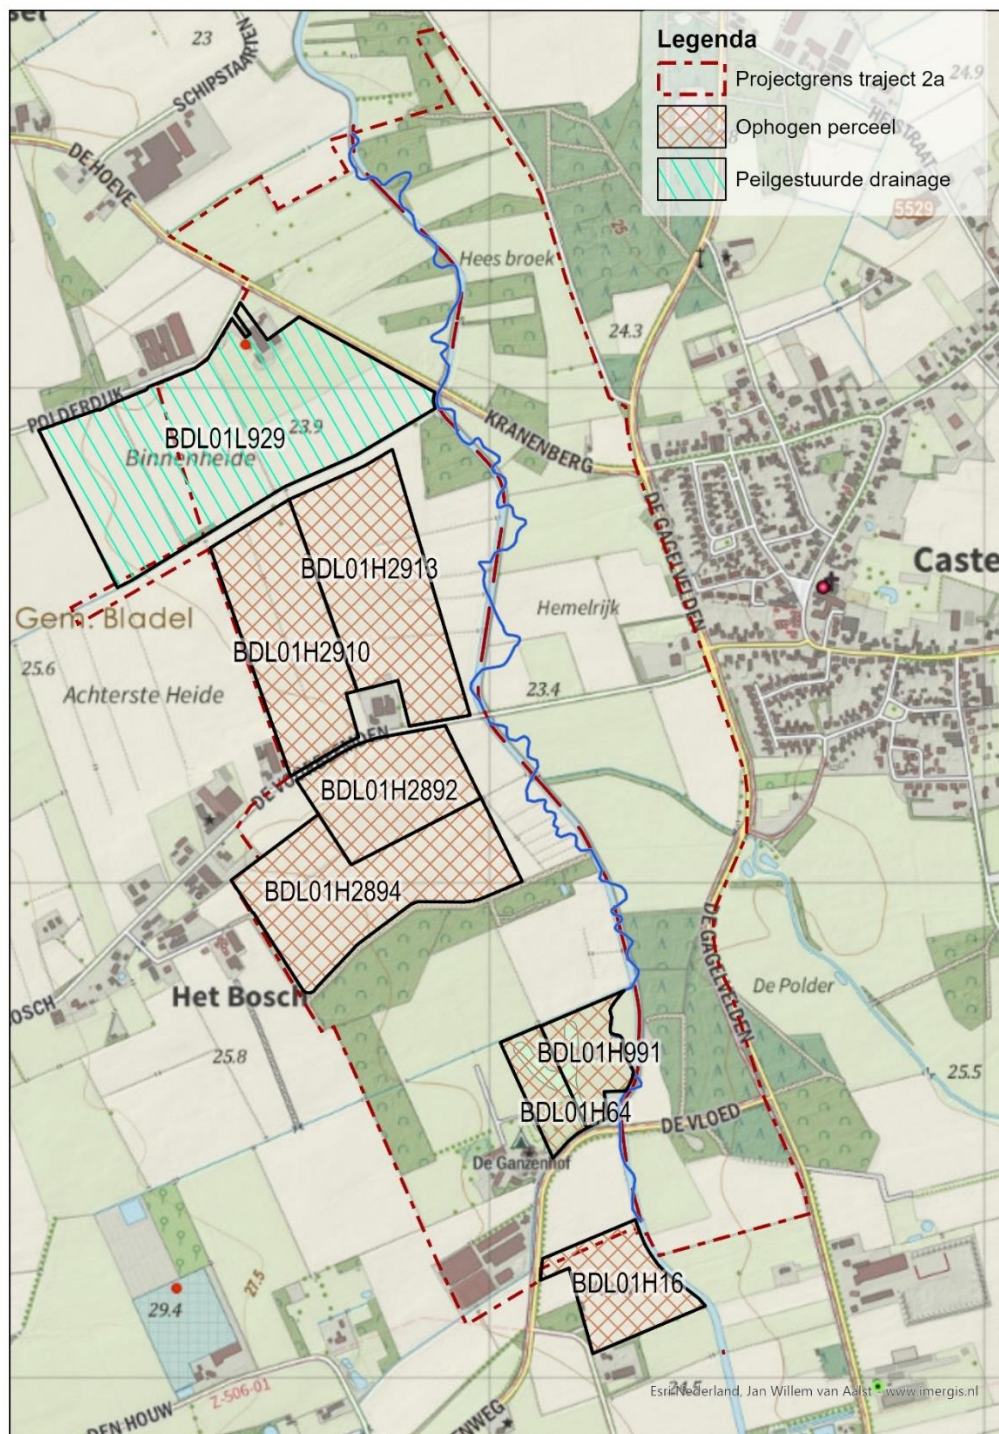 23
SCHIPSTAARTEN
DE HOEVE
Legenda
Projectgrens traject 2a
Ophogen perceel
Peilgestuurde drainage
24.9
5529
25
Hees broek
24.3
POLDERDIJK
BDL01L929
23.9
Binnenheide
KRANENBERG
DE GAGELVELDEN
Caste
BDL01H2913
Hemelrijk
Gem. Bladel
25.6
BDL01H2910
Achterste Heide
23.4
BDL01H2892
BDL01H2894
Het Bosch
OSCH
25.8
DE GAGELVELDEN
De Polder
25.5
BDL01H991
BDL01H64
DE VLOED
De Ganzenhof
BDL01H16
27.5
29.4
Z-506-01
24.5
Esri Nederland, Jan Willem van Aalst - www.imergis.nl
DEN HOUW
ENWEG